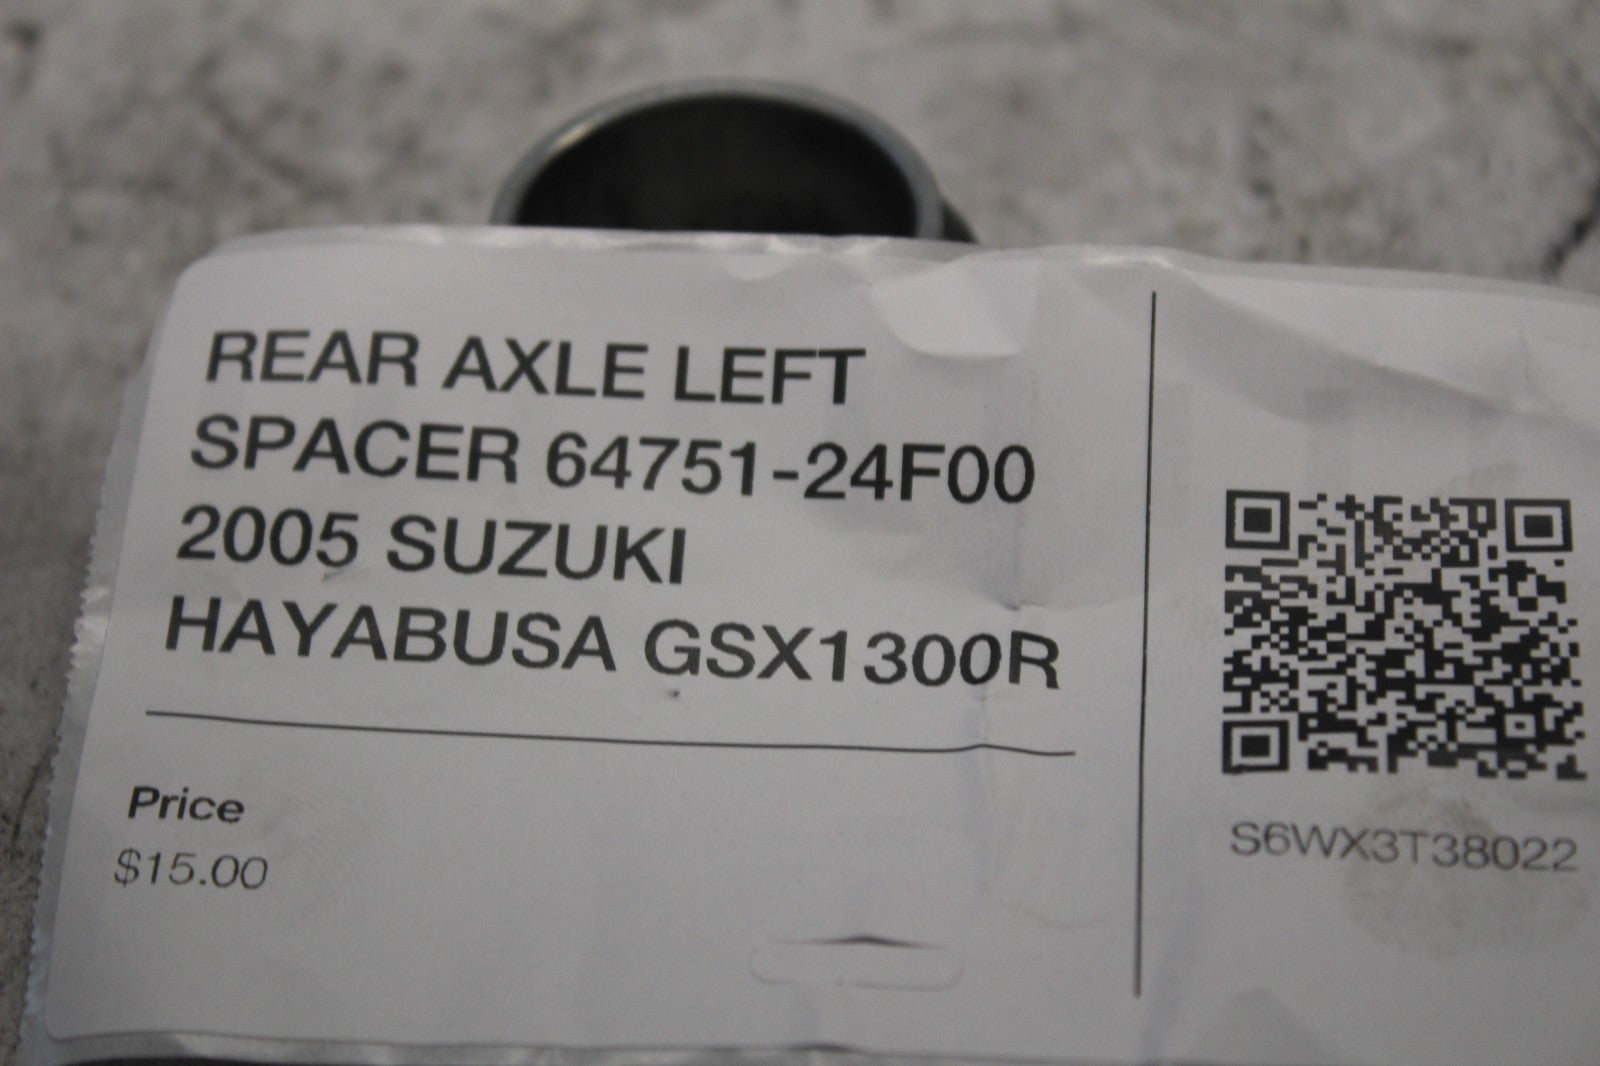 REAR AXLE LEFT
SPACER 64751-24F00
2005 SUZUKI
HAYABUSA GSX1300R
Price
$15.00
S6WX3T38022